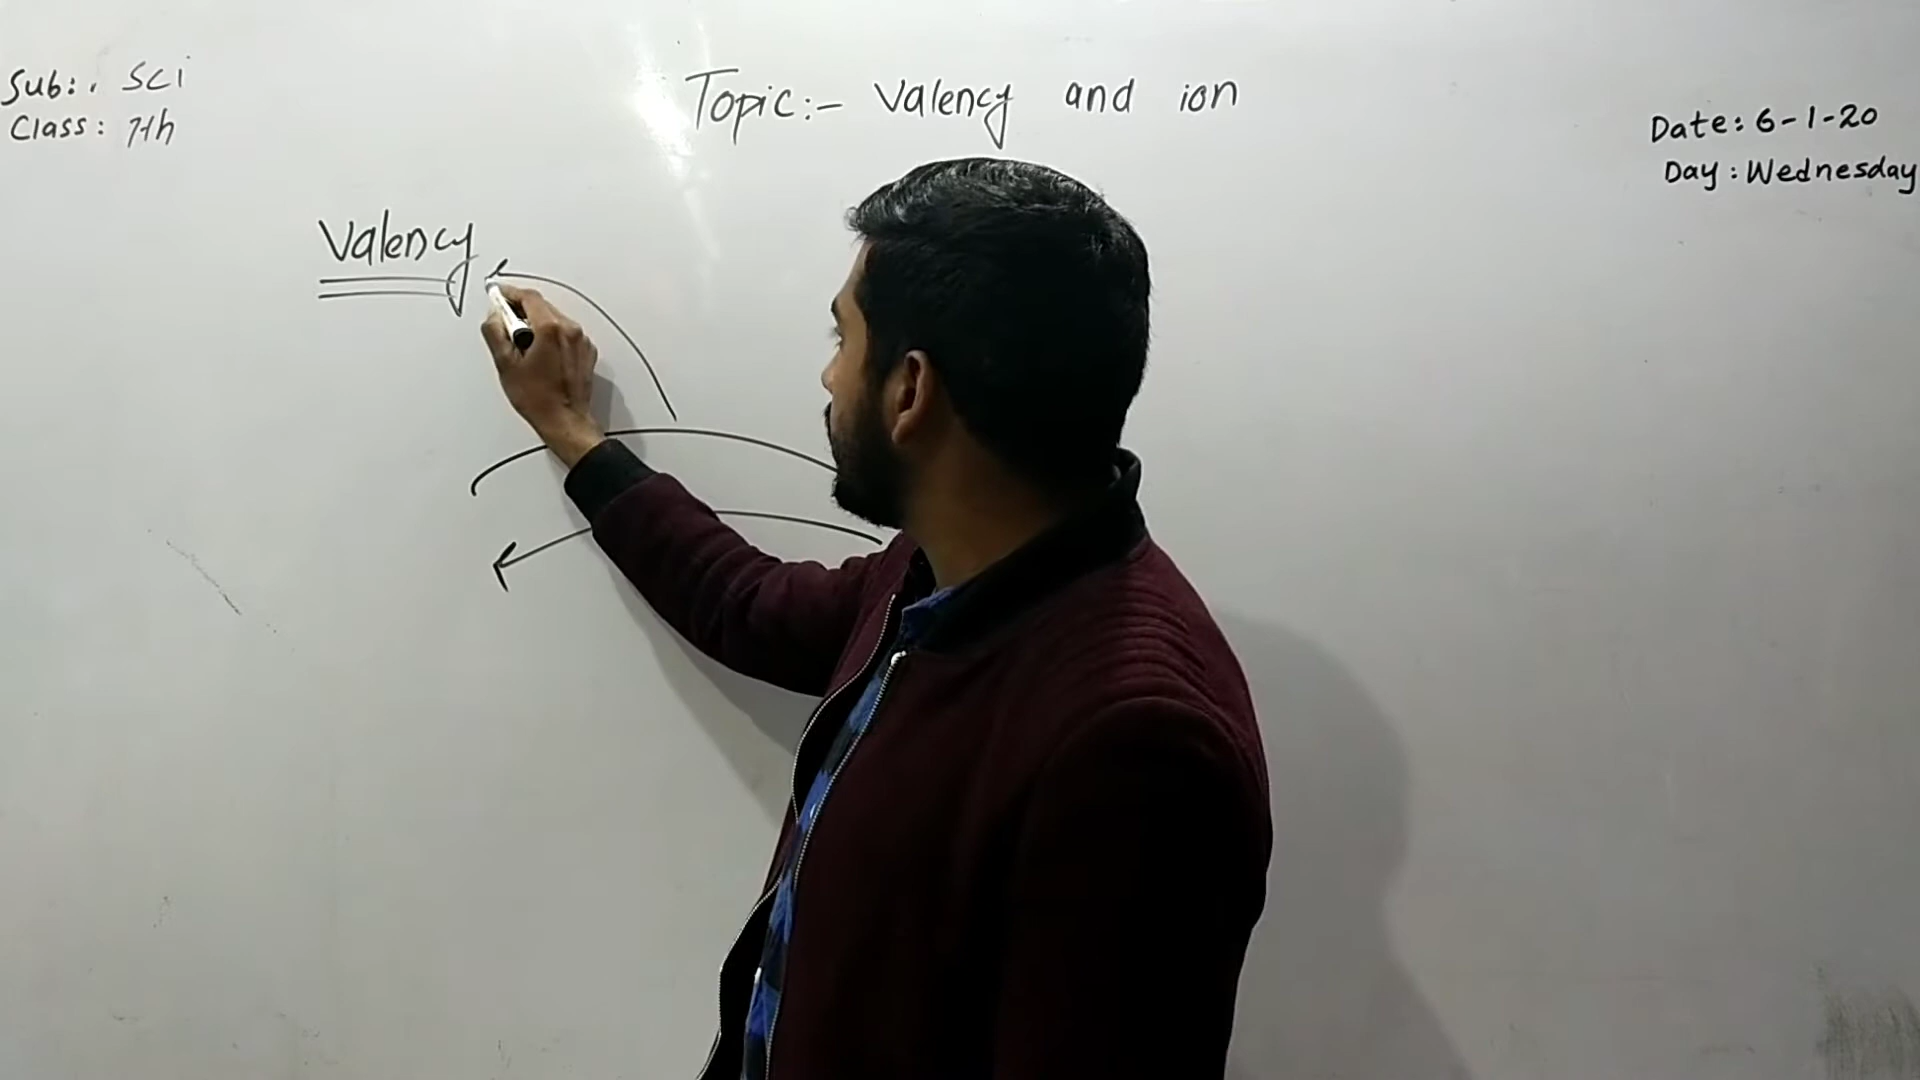 Sub:. Sci
Class: 7th
Topic:- Valency and ion
Date: 6-1-20
Day: Wednesday
Valency